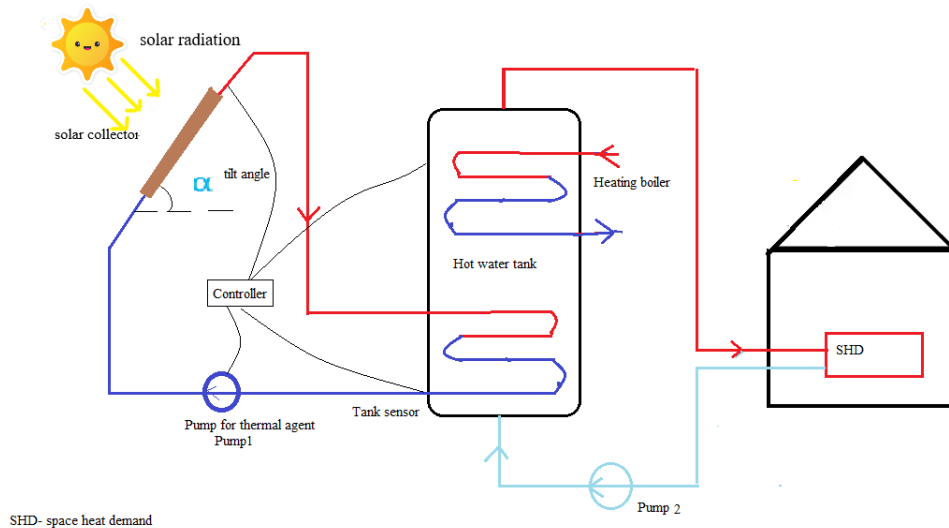 solar radiation
solar collector
α
tilt angle
Heating boiler
Hot water tank
Controller
SHD
Tank sensor
Pump for thermal agent
Pump1
Pump 2
SHD- space heat demand